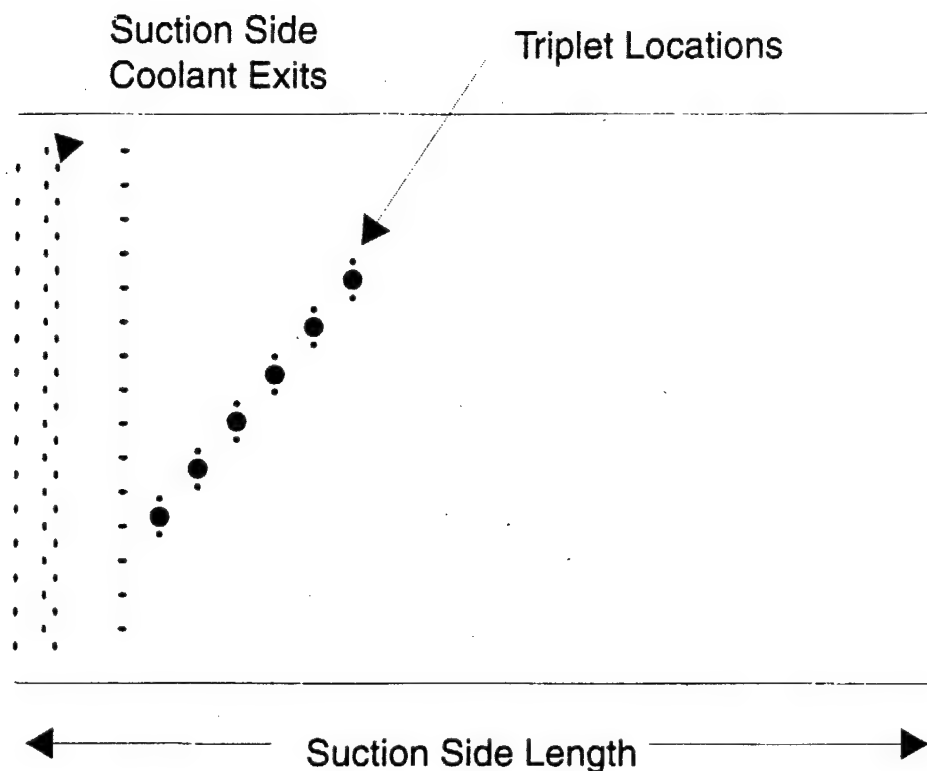 Suction Side
Coolant Exits
Triplet Locations
Suction Side Length